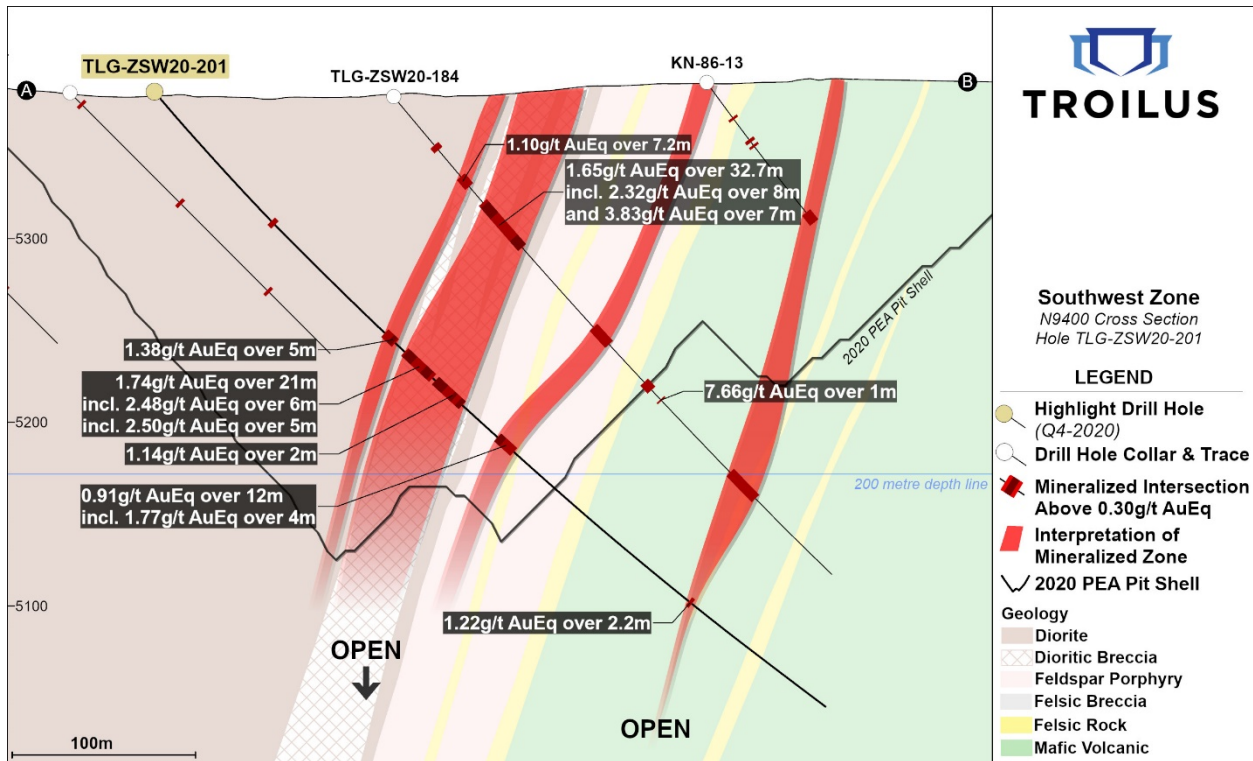 TLG-ZSW20-201
TLG-ZSW20-184
KN-86-13
A
B
1.10g/t AuEq over 7.2m
1.65g/t AuEq over 32.7m
incl. 2.32g/t AuEq over 8m
and 3.83g/t AuEq over 7m
5300
2020 PEA Pit Shell
1.38g/t AuEq over 5m
1.74g/t AuEq over 21m
incl. 2.48g/t AuEq over 6m
incl. 2.50g/t AuEq over 5m
7.66g/t AuEq over 1m
5200
1.14g/t AuEq over 2m
200 metre depth line
0.91g/t AuEq over 12m
incl. 1.77g/t AuEq over 4m
5100
1.22g/t AuEq over 2.2m
OPEN
OPEN
100m
TROILUS
Southwest Zone
N9400 Cross Section
Hole TLG-ZSW20-201
LEGEND
Highlight Drill Hole
(Q4-2020)
Drill Hole Collar & Trace
Mineralized Intersection
Above 0.30g/t AuEq
Interpretation of
Mineralized Zone
2020 PEA Pit Shell
Geology
Diorite
Dioritic Breccia
Feldspar Porphyry
Felsic Breccia
Felsic Rock
Mafic Volcanic